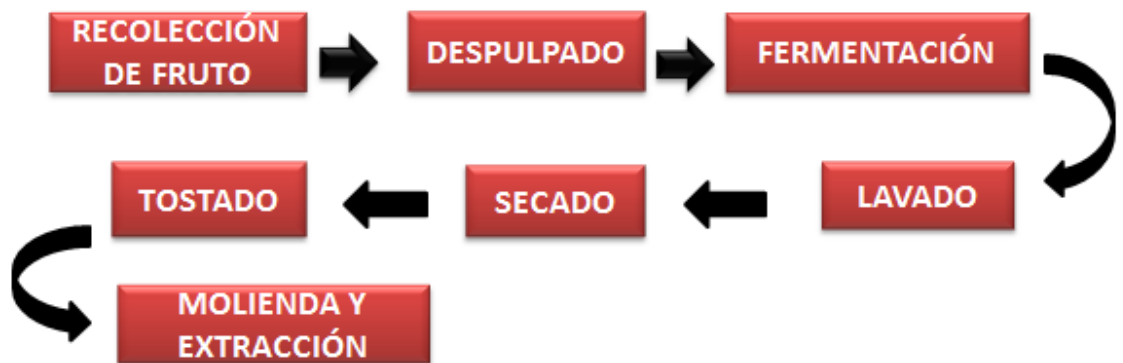 RECOLECCIÓN
DE FRUTO
DESPULPADO
FERMENTACIÓN
LAVADO
SECADO
TOSTADO
MOLIENDA Y
EXTRACCIÓN